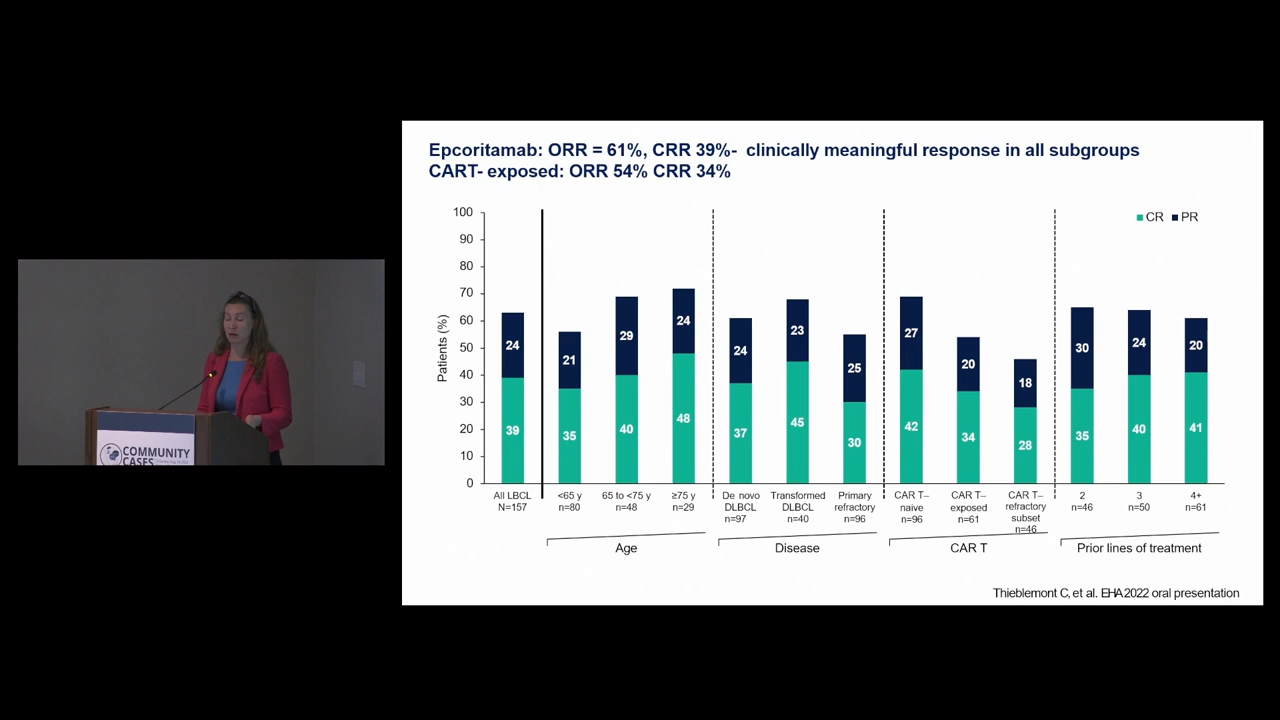 Epcoritamab: ORR = 61%, CRR 39%- clinically meaningful response in all subgroups
CART- exposed: ORR 54% CRR 34%
CR PR
Patients (%)
100
90
80
70
60
50
40
30
20
10
0
24 21 29 24 24 23 25 27 20 18 30 24 20
39 35 40 48 37 45 30 42 34 28 35 40 41
All LBCL
N=157
<65 y
n=80
65 to <75 y
n=48
≥75 y
n=29
De novo
DLBCL
n=97
Transformed
DLBCL
n=40
Primary
refractory
n=96
CAR T–
naive
n=96
CAR T–
exposed
n=61
CAR T–
refractory
subset
n=46
2
n=46
3
n=50
4+
n=61
Age
Disease
CAR T
Prior lines of treatment
Thieblemont C, et al. EHA 2022 oral presentation
COMMUNITY
CASES